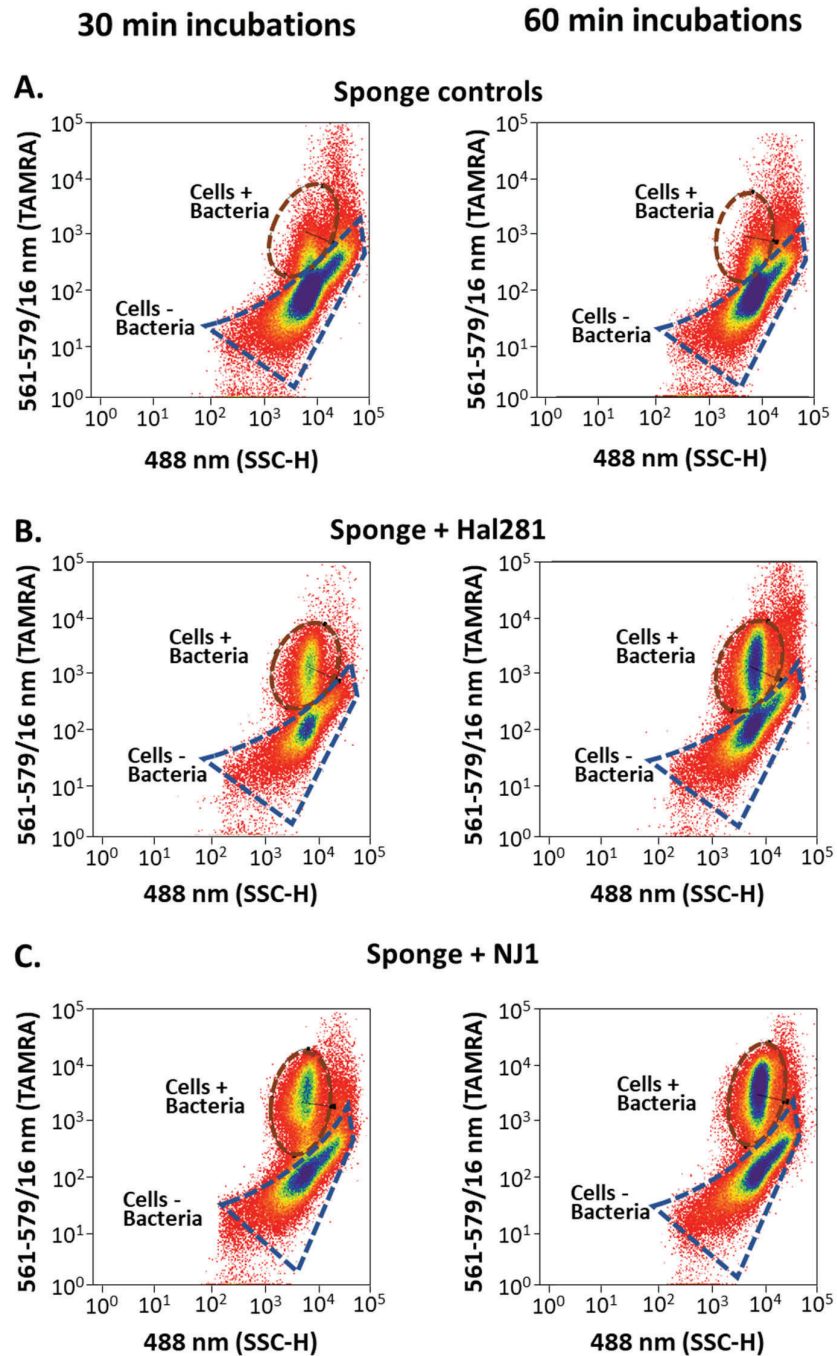 30 min incubations
60 min incubations
A.
Sponge controls
561-579/16 nm (TAMRA)
10⁵
10⁴
10³
10²
10¹
10⁰
Cells +
Bacteria
Cells -
Bacteria
10⁰ 10¹ 10² 10³ 10⁴ 10⁵
488 nm (SSC-H)
561-579/16 nm (TAMRA)
10⁵
10⁴
10³
10²
10¹
10⁰
Cells +
Bacteria
Cells -
Bacteria
10⁰ 10¹ 10² 10³ 10⁴ 10⁵
488 nm (SSC-H)
B.
Sponge + Hal281
561-579/16 nm (TAMRA)
10⁵
10⁴
10³
10²
10¹
10⁰
Cells +
Bacteria
Cells -
Bacteria
10⁰ 10¹ 10² 10³ 10⁴ 10⁵
488 nm (SSC-H)
561-579/16 nm (TAMRA)
10⁵
10⁴
10³
10²
10¹
10⁰
Cells +
Bacteria
Cells -
Bacteria
10⁰ 10¹ 10² 10³ 10⁴ 10⁵
488 nm (SSC-H)
C.
Sponge + NJ1
561-579/16 nm (TAMRA)
10⁵
10⁴
10³
10²
10¹
10⁰
Cells +
Bacteria
Cells -
Bacteria
10⁰ 10¹ 10² 10³ 10⁴ 10⁵
488 nm (SSC-H)
561-579/16 nm (TAMRA)
10⁵
10⁴
10³
10²
10¹
10⁰
Cells +
Bacteria
Cells -
Bacteria
10⁰ 10¹ 10² 10³ 10⁴ 10⁵
488 nm (SSC-H)